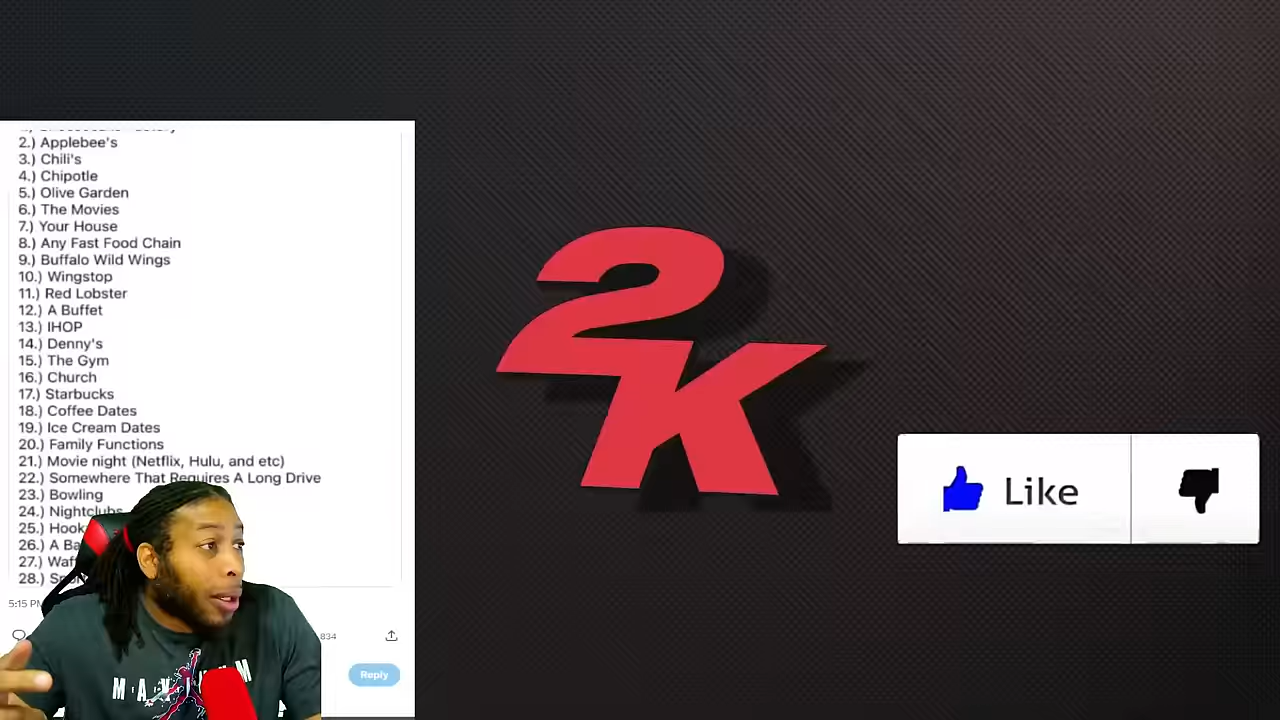 2.) Applebee's
3.) Chili's
4.) Chipotle
5.) Olive Garden
6.) The Movies
7.) Your House
8.) Any Fast Food Chain
9.) Buffalo Wild Wings
10.) Wingstop
11.) Red Lobster
12.) A Buffet
13.) IHOP
14.) Denny's
15.) The Gym
16.) Church
17.) Starbucks
18.) Coffee Dates
19.) Ice Cream Dates
20.) Family Functions
21.) Movie night (Netflix, Hulu, and etc)
22.) Somewhere That Requires A Long Drive
23.) Bowling
24.) Nightclubs
25.)
26.) A
27.)
28.)
5:15
834
Reply
2K
Like